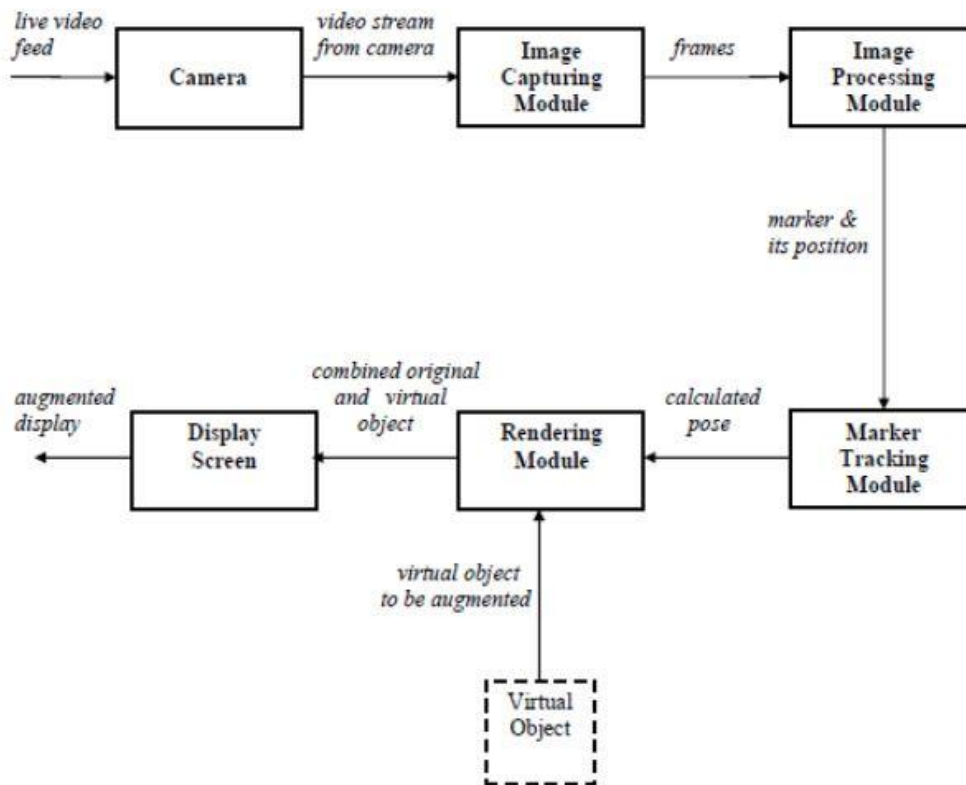 live video
feed
Camera
video stream
from camera
Image
Capturing
Module
frames
Image
Processing
Module
marker &
its position
Marker
Tracking
Module
calculated
pose
Rendering
Module
combined original
and virtual
object
Display
Screen
augmented
display
virtual object
to be augmented
Virtual
Object